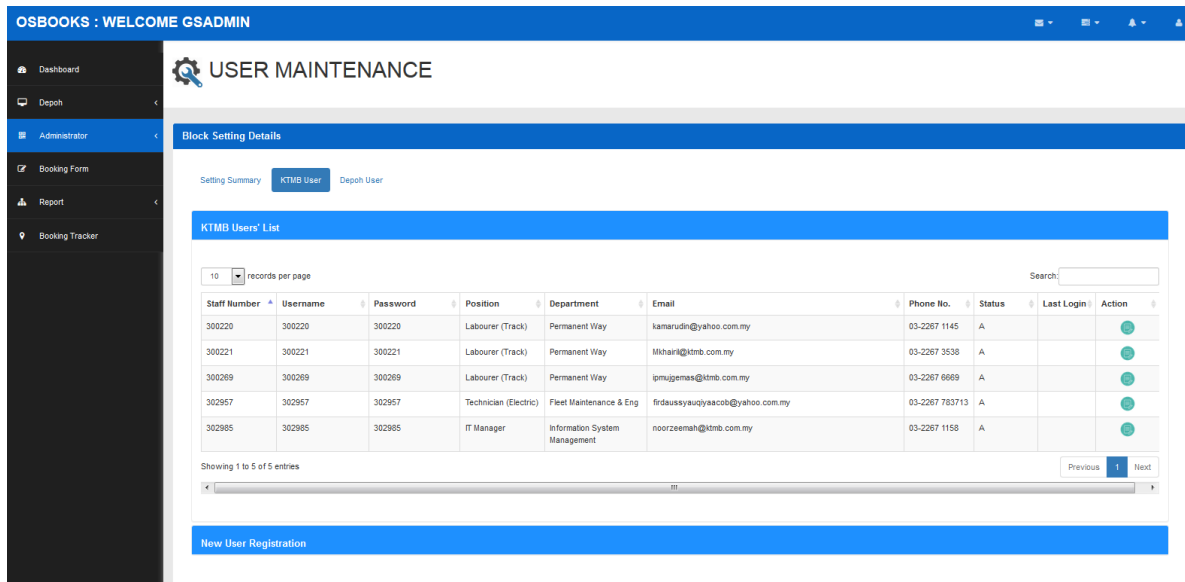 OSBOOKS : WELCOME GSADMIN
Dashboard
Depoh
Administrator
Booking Form
Report
Booking Tracker
USER MAINTENANCE
Block Setting Details
Setting Summary KTMB User Depoh User
KTMB Users' List
10 records per page Search:
Staff Number Username Password Position Department Email Phone No. Status Last Login Action
300220 300220 300220 Labourer (Track) Permanent Way kamarudin@yahoo.com.my 03-2267 1145 A
300221 300221 300221 Labourer (Track) Permanent Way Mkhairil@ktmb.com.my 03-2267 3538 A
300269 300269 300269 Labourer (Track) Permanent Way ipmujgemas@ktmb.com.my 03-2267 6669 A
302957 302957 302957 Technician (Electric) Fleet Maintenance & Eng firdaussyauqiyaacob@yahoo.com.my 03-2267 783713 A
302985 302985 302985 IT Manager Information System Management noorzeemah@ktmb.com.my 03-2267 1158 A
Showing 1 to 5 of 5 entries Previous 1 Next
New User Registration